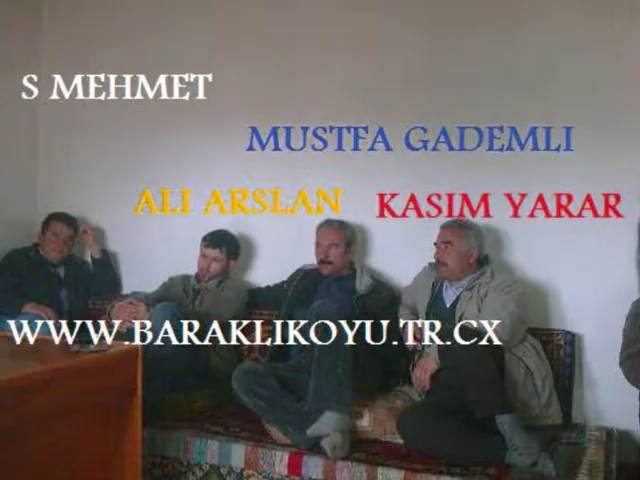 S MEHMET
MUSTFA GADEMLI
ALI ARSLAN
KASIM YARAR
WWW.BARAKLIKOYU.TR.CX